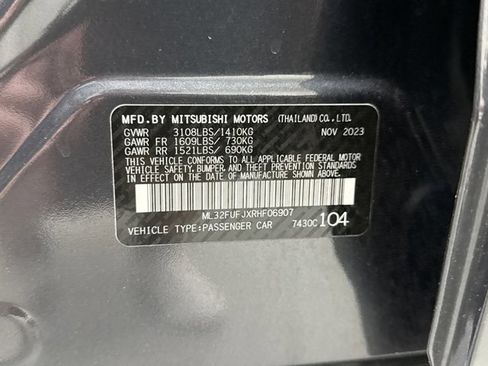 MFD.BY MITSUBISHI MOTORS (THAILAND) CO., LTD.
GVWR 3108LBS/1410KG NOV 2023
GAWR FR 1609LBS/ 730KG
GAWR RR 1521LBS/ 690KG
THIS VEHICLE CONFORMS TO ALL APPLICABLE FEDERAL MOTOR
VEHICLE SAFETY, BUMPER, AND THEFT PREVENTION STANDARDS
IN EFFECT ON THE DATE OF MANUFACTURE SHOWN ABOVE.
ML32FUFJXRHF06907
VEHICLE TYPE:PASSENGER CAR 7430C 104